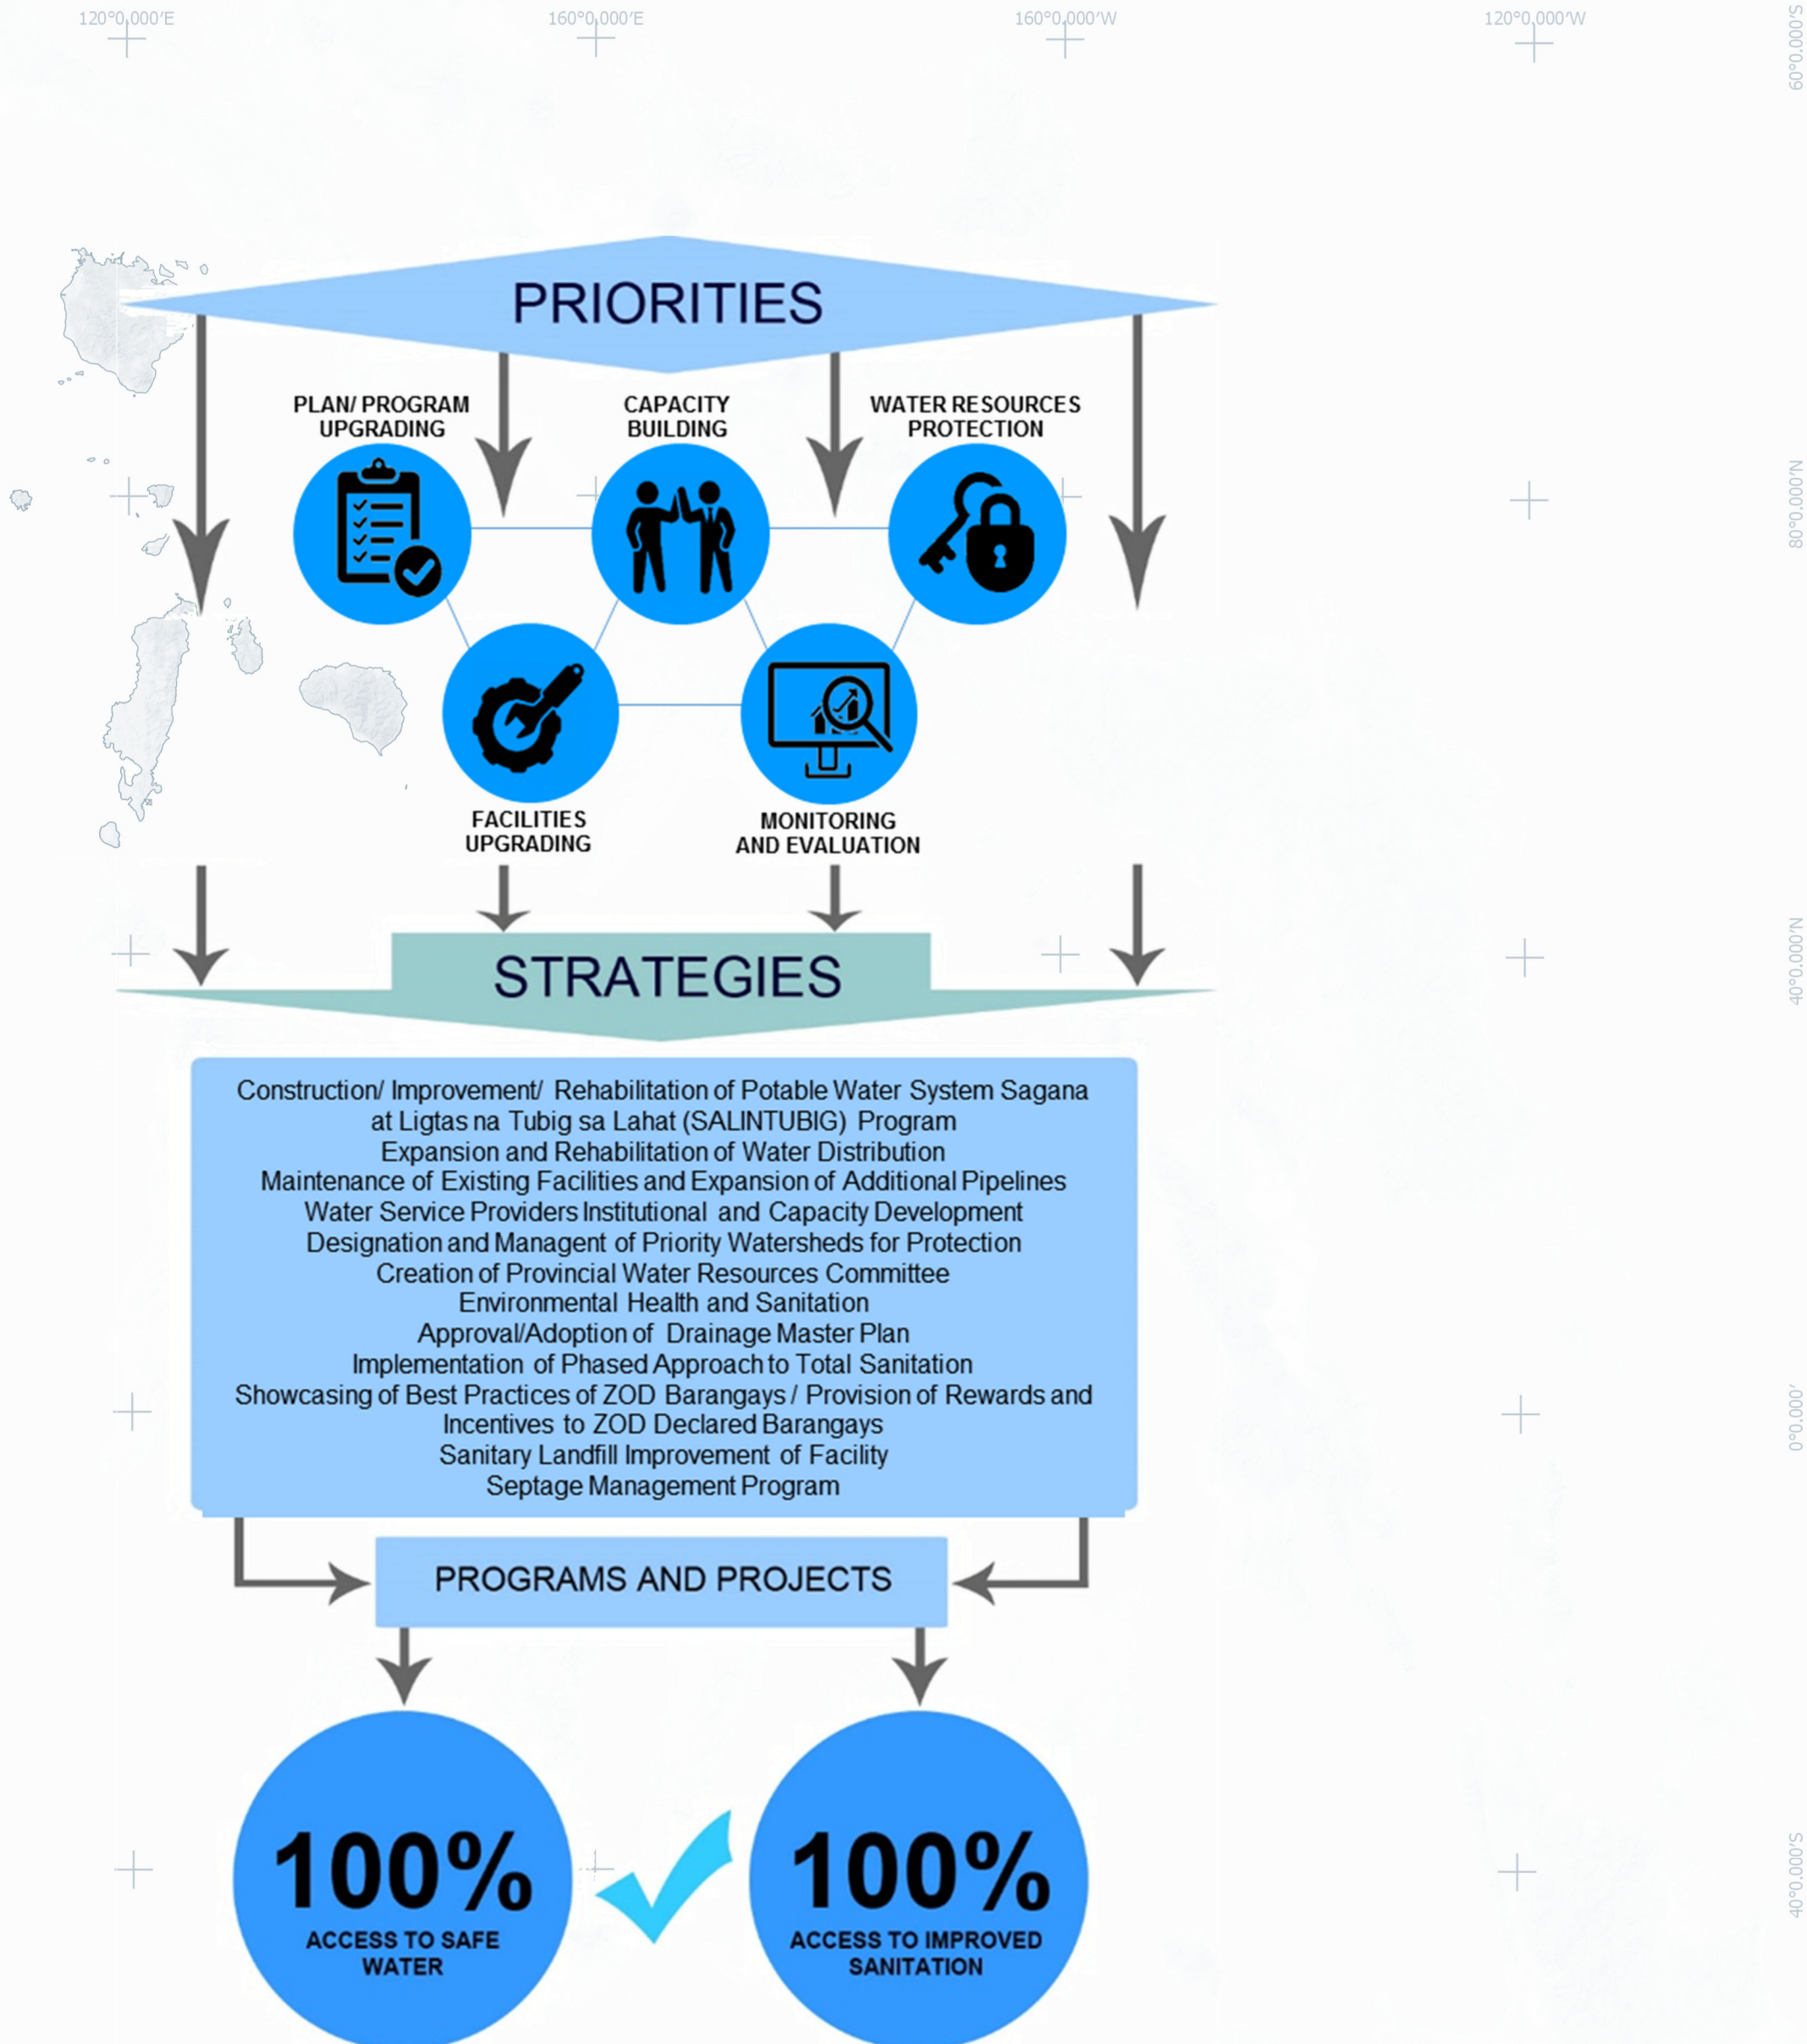 120°0.000'E
160°0.000'E
160°0.000'W
120°0.000'W
60°0.000'S
PRIORITIES
PLAN/ PROGRAM
UPGRADING
CAPACITY
BUILDING
WATER RESOURCES
PROTECTION
80°0.000'N
FACILITIES
UPGRADING
MONITORING
AND EVALUATION
STRATEGIES
40°0.000'N
Construction/ Improvement/ Rehabilitation of Potable Water System Sagana
at Ligtas na Tubig sa Lahat (SALINTUBIG) Program
Expansion and Rehabilitation of Water Distribution
Maintenance of Existing Facilities and Expansion of Additional Pipelines
Water Service Providers Institutional and Capacity Development
Designation and Managent of Priority Watersheds for Protection
Creation of Provincial Water Resources Committee
Environmental Health and Sanitation
Approval/Adoption of Drainage Master Plan
Implementation of Phased Approach to Total Sanitation
Showcasing of Best Practices of ZOD Barangays / Provision of Rewards and
Incentives to ZOD Declared Barangays
Sanitary Landfill Improvement of Facility
Septage Management Program
0°0.000'
PROGRAMS AND PROJECTS
100%
ACCESS TO SAFE
WATER
100%
ACCESS TO IMPROVED
SANITATION
40°0.000'S